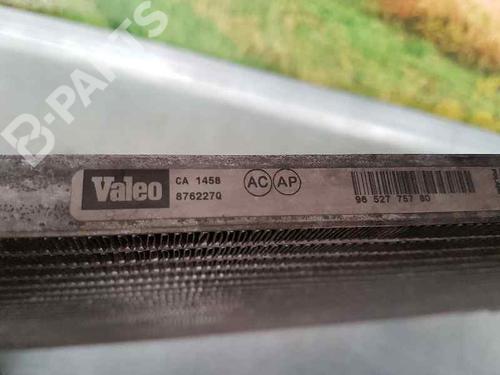 B-PARTS
Valeo
CA 1458
876227Q
AC AP
96 527 757 80